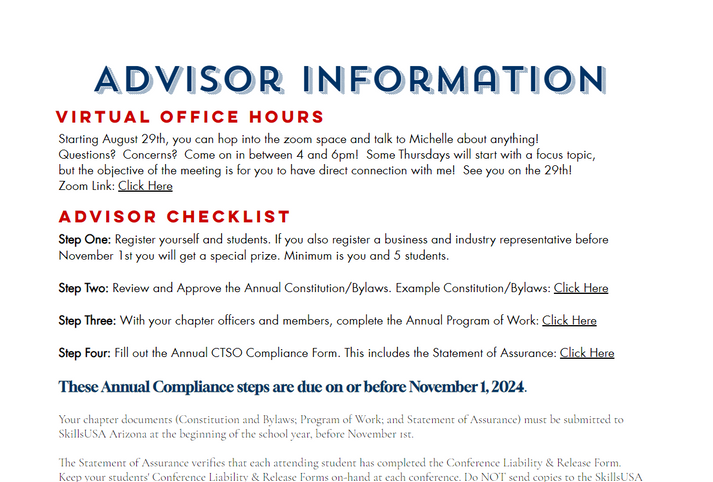 ADVISOR INFORMATION
VIRTUAL OFFICE HOURS
Starting August 29th, you can hop into the zoom space and talk to Michelle about anything!
Questions? Concerns? Come on in between 4 and 6pm! Some Thursdays will start with a focus topic,
but the objective of the meeting is for you to have direct connection with me! See you on the 29th!
Zoom Link: Click Here
ADVISOR CHECKLIST
Step One: Register yourself and students. If you also register a business and industry representative before
November 1st you will get a special prize. Minimum is you and 5 students.
Step Two: Review and Approve the Annual Constitution/Bylaws. Example Constitution/Bylaws: Click Here
Step Three: With your chapter officers and members, complete the Annual Program of Work: Click Here
Step Four: Fill out the Annual CTSO Compliance Form. This includes the Statement of Assurance: Click Here
These Annual Compliance steps are due on or before November 1, 2024.
Your chapter documents (Constitution and Bylaws; Program of Work; and Statement of Assurance) must be submitted to
SkillsUSA Arizona at the beginning of the school year, before November 1st.
The Statement of Assurance verifies that each attending student has completed the Conference Liability & Release Form.
Keep your students' Conference Liability & Release Forms on-hand at each conference. Do NOT send copies to the SkillsUSA